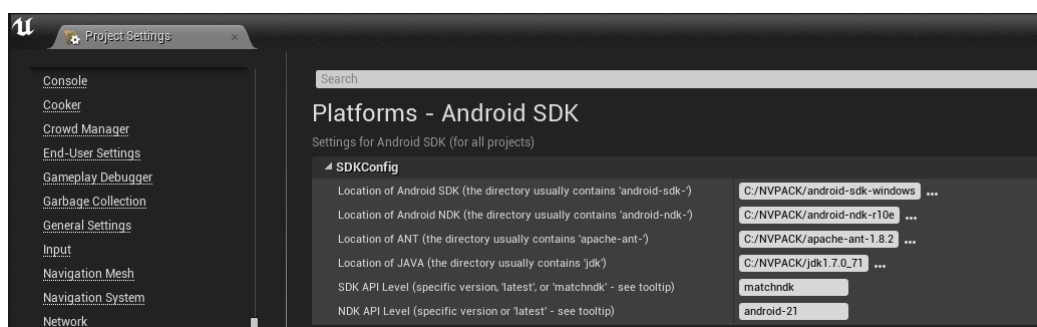 Project Settings
Console
Cooker
Crowd Manager
End-User Settings
Gameplay Debugger
Garbage Collection
General Settings
Input
Navigation Mesh
Navigation System
Network
Search
Platforms - Android SDK
Settings for Android SDK (for all projects)
SDKConfig
Location of Android SDK (the directory usually contains 'android-sdk-') C:/NVPACK/android-sdk-windows ...
Location of Android NDK (the directory usually contains 'android-ndk-') C:/NVPACK/android-ndk-r10e ...
Location of ANT (the directory usually contains 'apache-ant-') C:/NVPACK/apache-ant-1.8.2 ...
Location of JAVA (the directory usually contains 'jdk') C:/NVPACK/jdk1.7.0_71 ...
SDK API Level (specific version, 'latest', or 'matchndk' - see tooltip) matchndk
NDK API Level (specific version or 'latest' - see tooltip) android-21